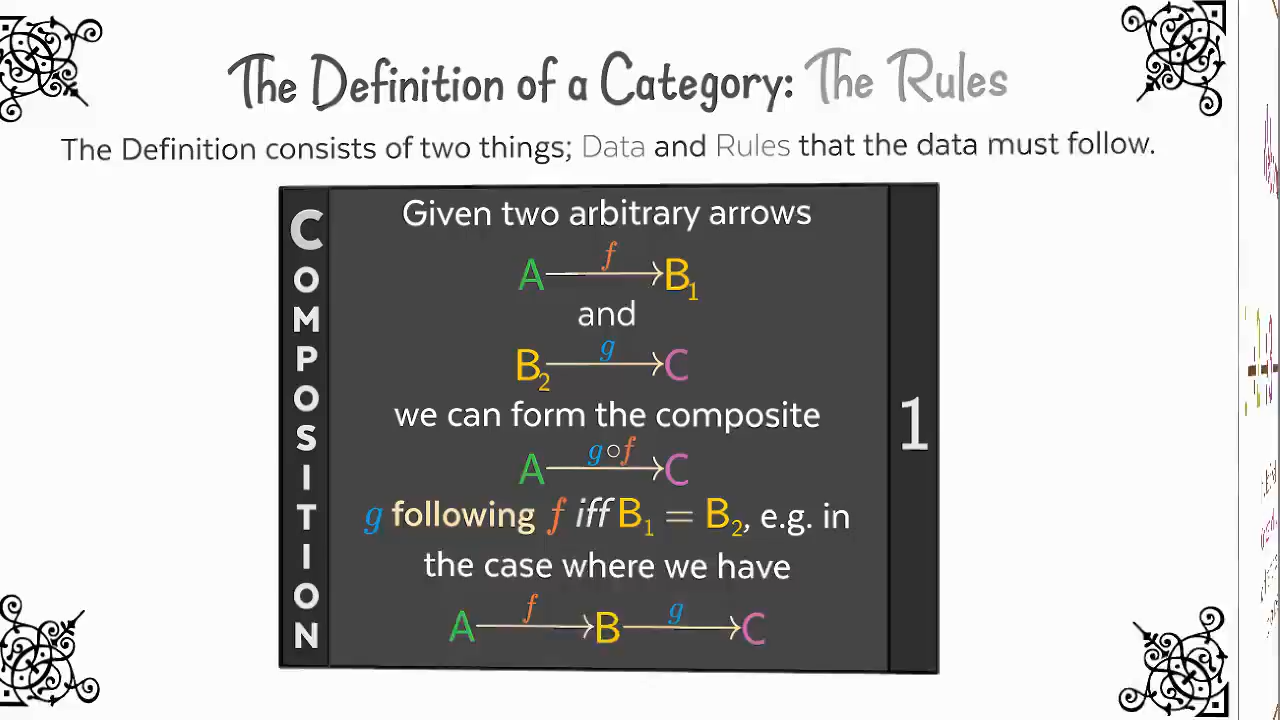 The Definition of a Category: The Rules
The Definition consists of two things; Data and Rules that the data must follow.
COMPOSITION
Given two arbitrary arrows
f
A → B₁
and
g
B₂ → C
we can form the composite
g∘f
A → C
g following f iff B₁ = B₂, e.g. in
the case where we have
f g
A → B → C
1